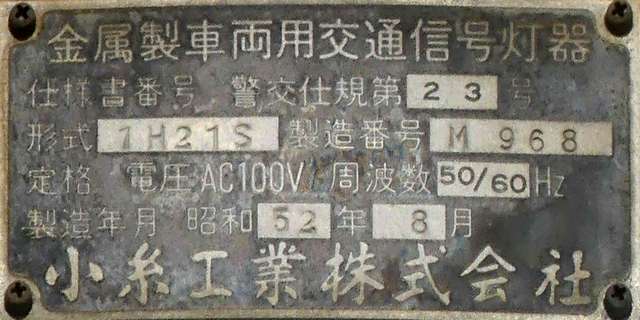 金属製車両用交通信号灯器
仕様書番号 警交仕規第 23 号
形式 1H21S 製造番号 M 968
定格 電圧 AC100V 周波数 50/60 Hz
製造年月 昭和 52 年 8 月
小糸工業株式会社